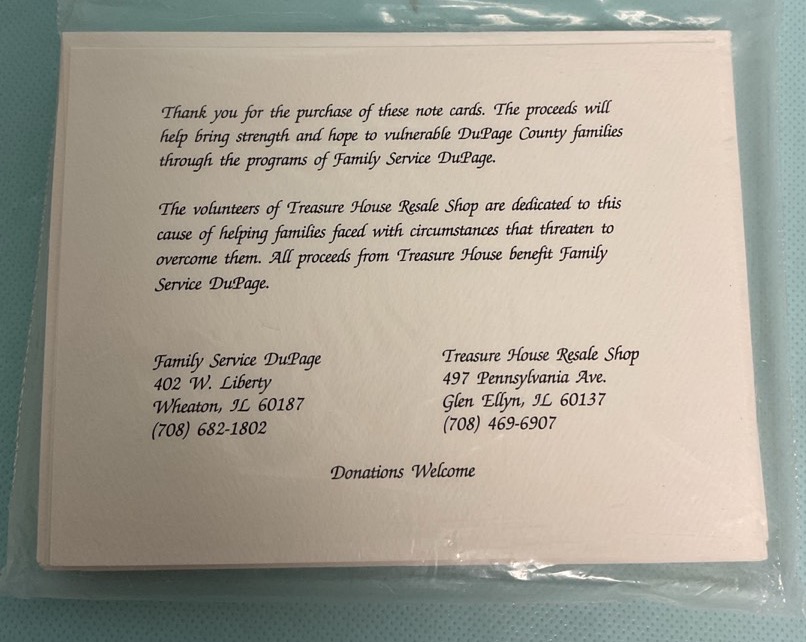 Thank you for the purchase of these note cards. The proceeds will
help bring strength and hope to vulnerable DuPage County families
through the programs of Family Service DuPage.
The volunteers of Treasure House Resale Shop are dedicated to this
cause of helping families faced with circumstances that threaten to
overcome them. All proceeds from Treasure House benefit Family
Service DuPage.
Family Service DuPage
402 W. Liberty
Wheaton, IL 60187
(708) 682-1802
Treasure House Resale Shop
497 Pennsylvania Ave.
Glen Ellyn, IL 60137
(708) 469-6907
Donations Welcome